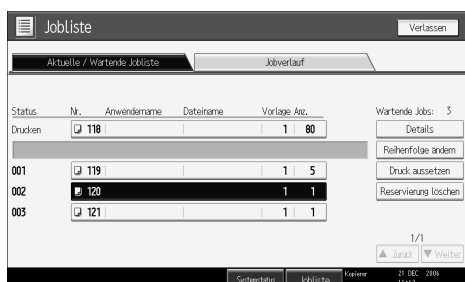 Jobliste Verlassen
Aktuelle / Wartende Jobliste Jobverlauf
Status Nr. Anwendername Dateiname Vorlage Anz. Wartende Jobs: 3
Drucken 118 1 80 Details
Reihenfolge ändern
001 119 1 5 Druck aussetzen
002 120 1 1 Reservierung löschen
003 121 1 1
1/1
▲ Zurück ▼ Weiter
Systemstatus Jobliste Kopierer 21 DEC 2006